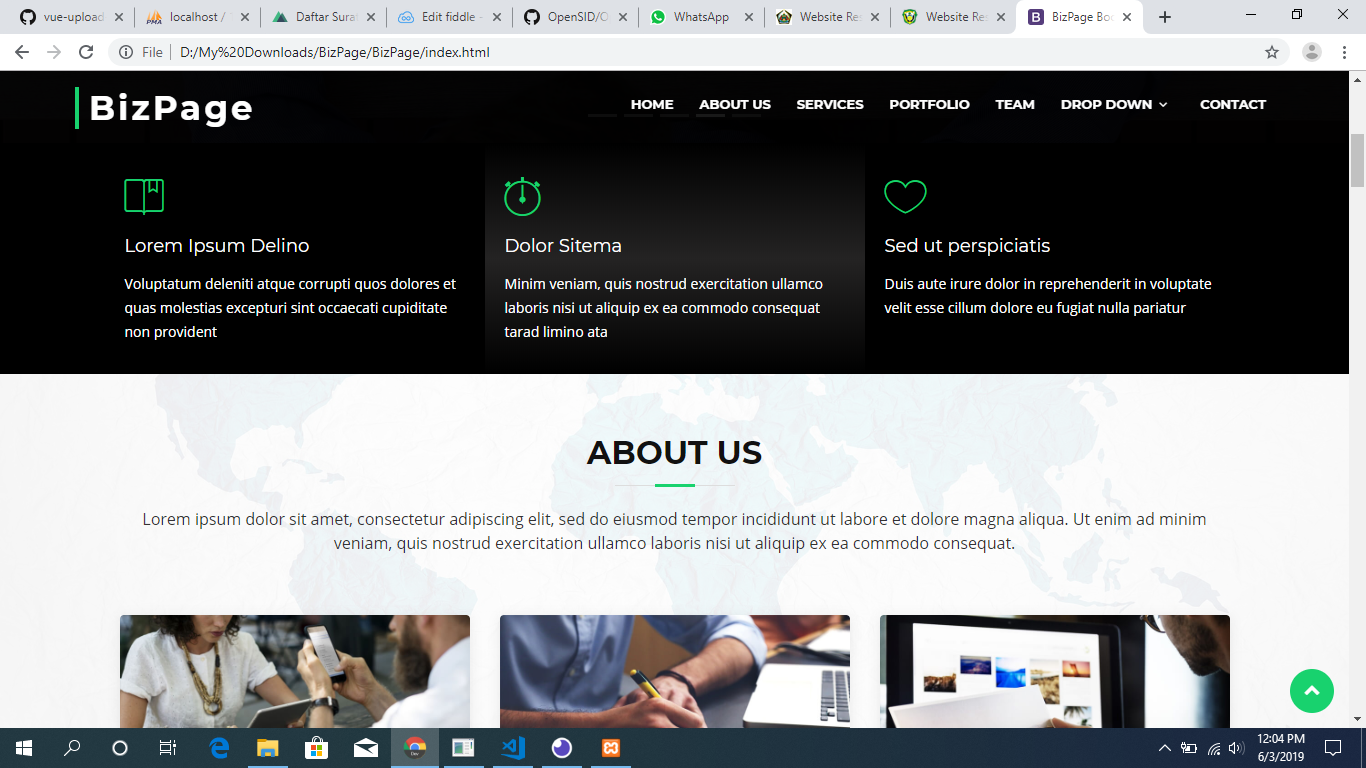 vue-upload
localhost /
Daftar Sura
Edit fiddle -
OpenSID/O
WhatsApp
Website Res
Website Res
BizPage Boo
File
D:/My%20Downloads/BizPage/BizPage/index.html
BizPage
HOME
ABOUT US
SERVICES
PORTFOLIO
TEAM
DROP DOWN
CONTACT
Lorem Ipsum Delino
Voluptatum deleniti atque corrupti quos dolores et
quas molestias excepturi sint occaecati cupiditate
non provident
Dolor Sitema
Minim veniam, quis nostrud exercitation ullamco
laboris nisi ut aliquip ex ea commodo consequat
tarad limino ata
Sed ut perspiciatis
Duis aute irure dolor in reprehenderit in voluptate
velit esse cillum dolore eu fugiat nulla pariatur
ABOUT US
Lorem ipsum dolor sit amet, consectetur adipiscing elit, sed do eiusmod tempor incididunt ut labore et dolore magna aliqua. Ut enim ad minim
veniam, quis nostrud exercitation ullamco laboris nisi ut aliquip ex ea commodo consequat.
12:04 PM
6/3/2019